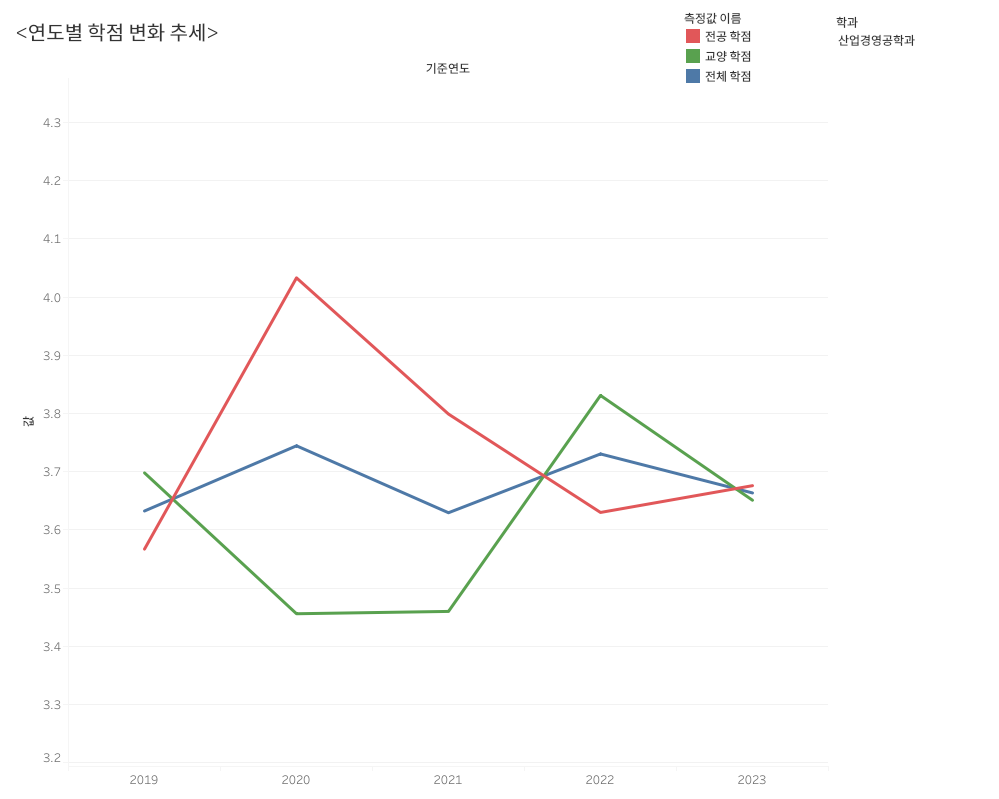 <연도별 학점 변화 추세>
측정값 이름
전공 학점
교양 학점
전체 학점
학과
산업경영공학과
기준연도
값
4.3
4.2
4.1
4.0
3.9
3.8
3.7
3.6
3.5
3.4
3.3
3.2
2019 2020 2021 2022 2023